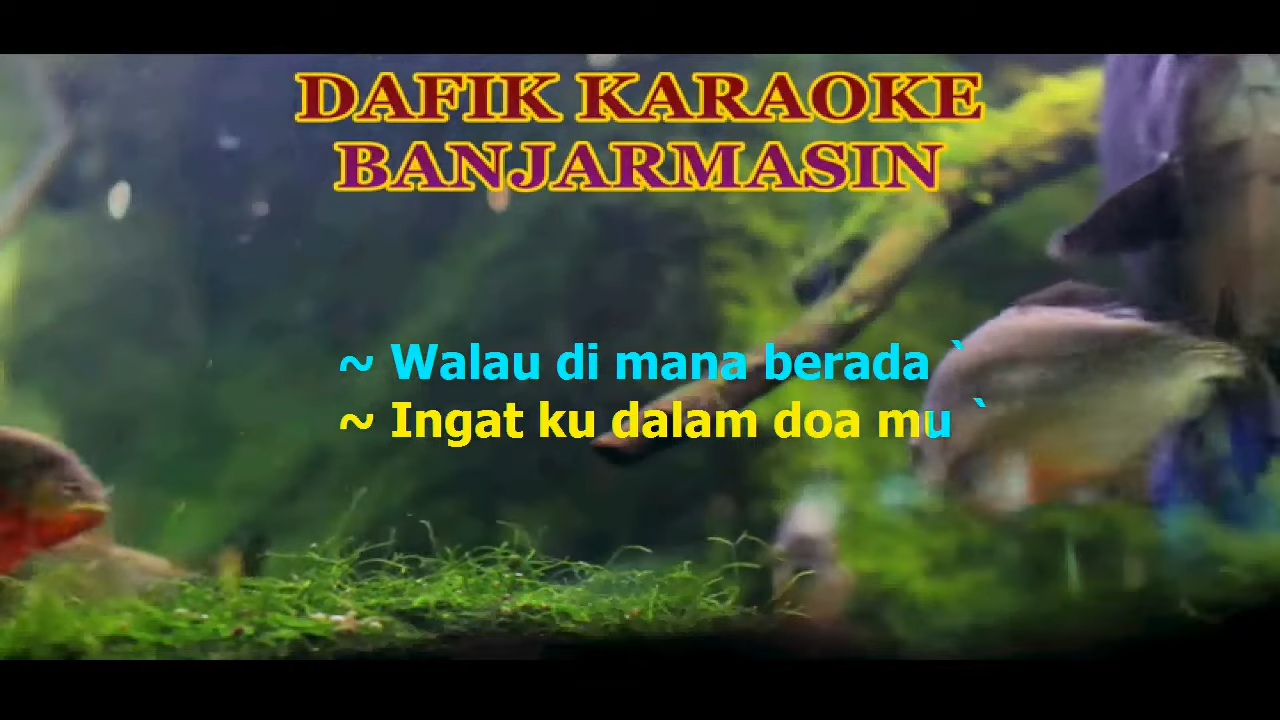 DAFIK KARAOKE
BANJARMASIN
~ Walau di mana berada `
~ Ingat ku dalam doa mu `